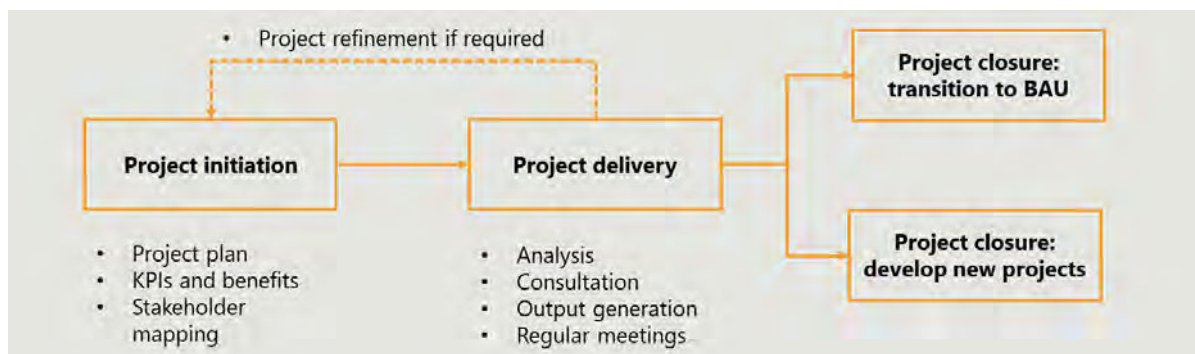 • Project refinement if required
Project initiation
Project delivery
Project closure:
transition to BAU
Project closure:
develop new projects
• Project plan
• KPIs and benefits
• Stakeholder
mapping
• Analysis
• Consultation
• Output generation
• Regular meetings